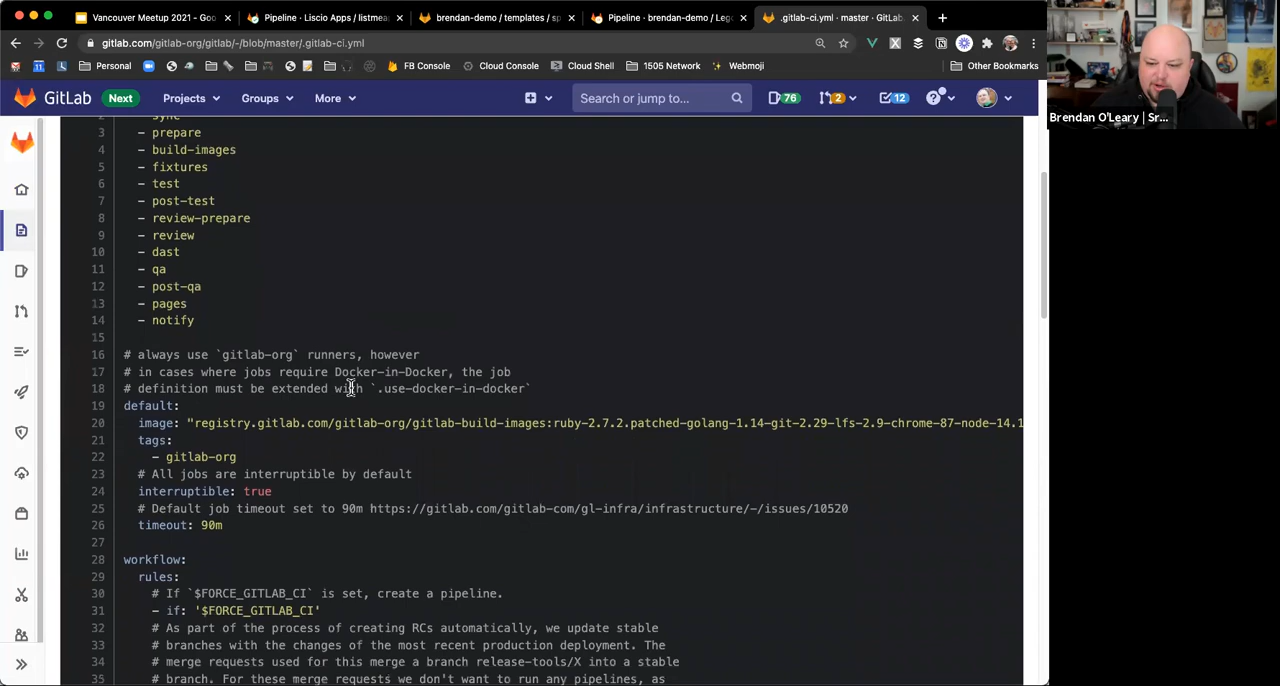 Vancouver Meetup 2021 - Goo
Pipeline · Liscio Apps / listmea
brendan-demo / templates / sp
Pipeline · brendan-demo / Lego
.gitlab-ci.yml · master · GitLab
gitlab.com/gitlab-org/gitlab/-/blob/master/.gitlab-ci.yml
31
Personal
FB Console
Cloud Console
Cloud Shell
1505 Network
Webmoji
Other Bookmarks
GitLab Next Projects Groups More Search or jump to... 76 2 12
Brendan O'Leary | Sr...
2 - sync
3 - prepare
4 - build-images
5 - fixtures
6 - test
7 - post-test
8 - review-prepare
9 - review
10 - dast
11 - qa
12 - post-qa
13 - pages
14 - notify
15
16 # always use `gitlab-org` runners, however
17 # in cases where jobs require Docker-in-Docker, the job
18 # definition must be extended with `.use-docker-in-docker`
19 default:
20 image: "registry.gitlab.com/gitlab-org/gitlab-build-images:ruby-2.7.2.patched-golang-1.14-git-2.29-lfs-2.9-chrome-87-node-14.1
21 tags:
22 - gitlab-org
23 # All jobs are interruptible by default
24 interruptible: true
25 # Default job timeout set to 90m https://gitlab.com/gitlab-com/gl-infra/infrastructure/-/issues/10520
26 timeout: 90m
27
28 workflow:
29 rules:
30 # If `$FORCE_GITLAB_CI` is set, create a pipeline.
31 - if: '$FORCE_GITLAB_CI'
32 # As part of the process of creating RCs automatically, we update stable
33 # branches with the changes of the most recent production deployment. The
34 # merge requests used for this merge a branch release-tools/X into a stable
35 # branch. For these merge requests we don't want to run any pipelines, as